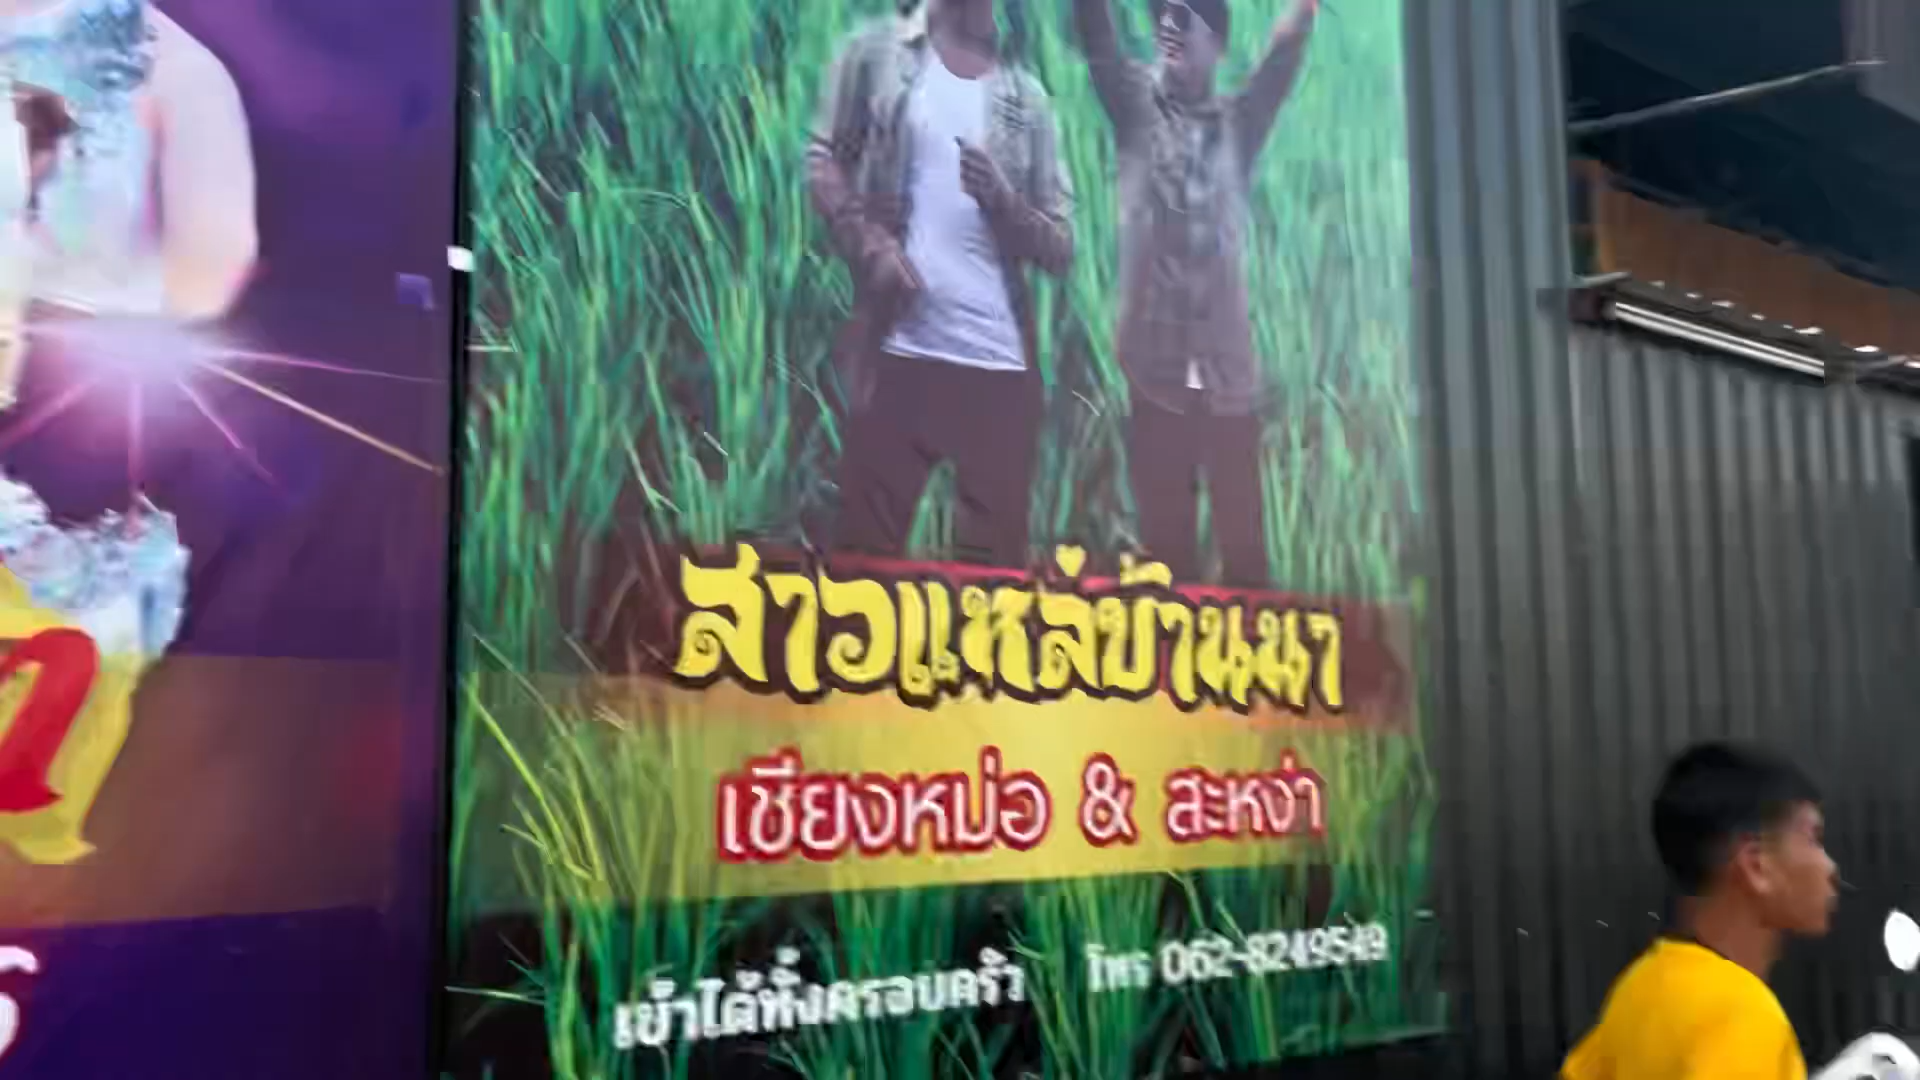 สาวแหล่บ้านนา
เชียงหม่อ & สะหง่า
เข้าได้ทั้งครอบครัว โทร 062-8249549